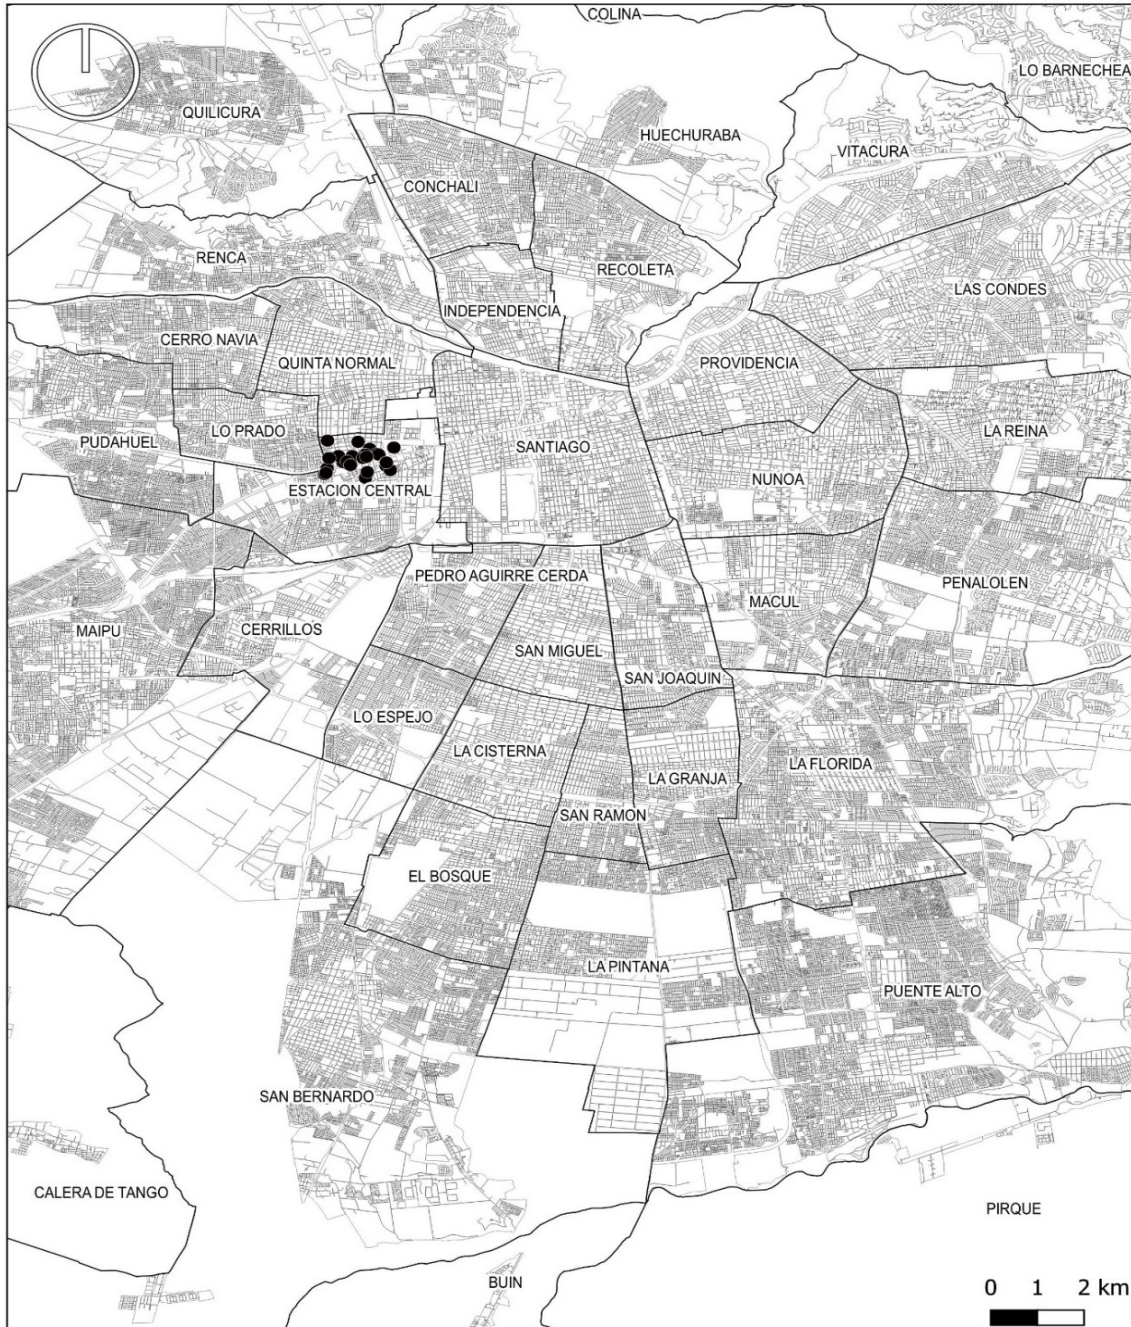 COLINA
LO BARNECHEA
QUILICURA
HUECHURABA
VITACURA
CONCHALI
RENCA
RECOLETA
LAS CONDES
INDEPENDENCIA
CERRO NAVIA
QUINTA NORMAL
PROVIDENCIA
LO PRADO
LA REINA
PUDAHUEL
SANTIAGO
NUNOA
ESTACION CENTRAL
PEDRO AGUIRRE CERDA
PENALOLEN
MACUL
MAIPU
CERRILLOS
SAN MIGUEL
SAN JOAQUIN
LO ESPEJO
LA CISTERNA
LA FLORIDA
LA GRANJA
SAN RAMON
EL BOSQUE
LA PINTANA
PUENTE ALTO
SAN BERNARDO
CALERA DE TANGO
PIRQUE
BUIN
0 1 2 km